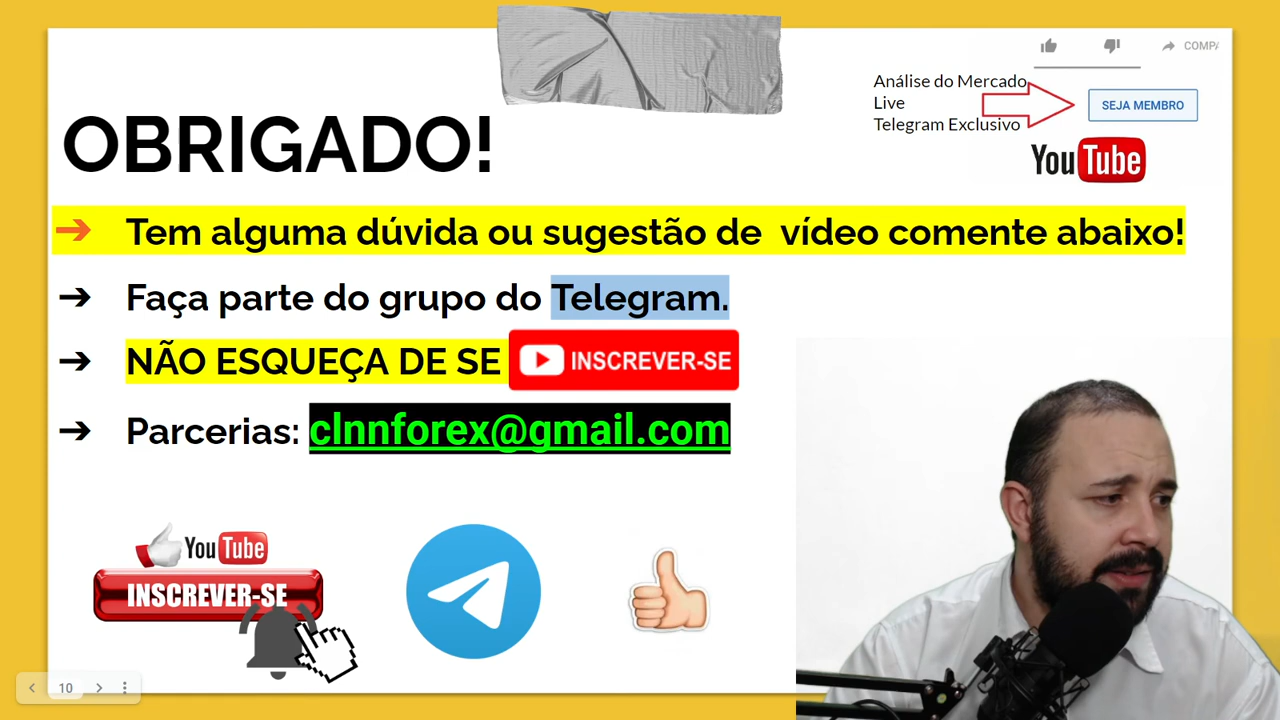 COMPA
Análise do Mercado
Live
Telegram Exclusivo
SEJA MEMBRO
YouTube
OBRIGADO!
➔ Tem alguma dúvida ou sugestão de vídeo comente abaixo!
➔ Faça parte do grupo do Telegram.
➔ NÃO ESQUEÇA DE SE INSCREVER-SE
➔ Parcerias: clnnforex@gmail.com
YouTube
INSCREVER-SE
10